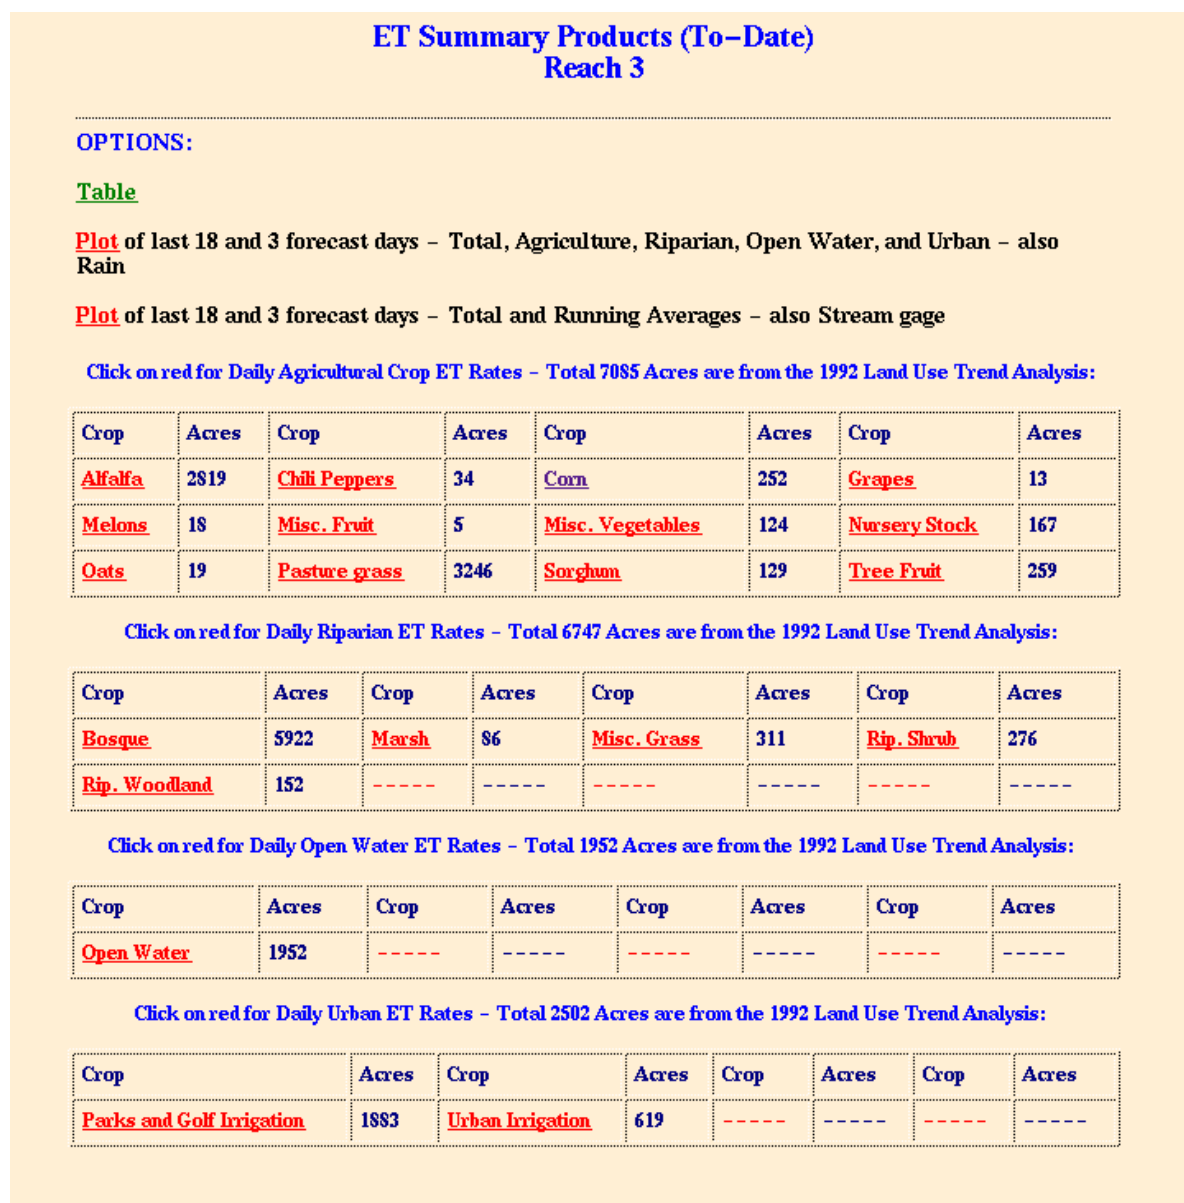 ET Summary Products (To-Date)
Reach 3
OPTIONS:
Table
Plot of last 18 and 3 forecast days - Total, Agriculture, Riparian, Open Water, and Urban - also
Rain
Plot of last 18 and 3 forecast days - Total and Running Averages - also Stream gage
Click on red for Daily Agricultural Crop ET Rates - Total 7085 Acres are from the 1992 Land Use Trend Analysis:
Crop Acres Crop Acres Crop Acres Crop Acres
Alfalfa 2819 Chili Peppers 34 Corn 252 Grapes 13
Melons 18 Misc. Fruit 5 Misc. Vegetables 124 Nursery Stock 167
Oats 19 Pasture grass 3246 Sorghum 129 Tree Fruit 259
Click on red for Daily Riparian ET Rates - Total 6747 Acres are from the 1992 Land Use Trend Analysis:
Crop Acres Crop Acres Crop Acres Crop Acres
Bosque 5922 Marsh 86 Misc. Grass 311 Rip. Shrub 276
Rip. Woodland 152 ----- ----- ----- ----- ----- -----
Click on red for Daily Open Water ET Rates - Total 1952 Acres are from the 1992 Land Use Trend Analysis:
Crop Acres Crop Acres Crop Acres Crop Acres
Open Water 1952 ----- ----- ----- ----- ----- -----
Click on red for Daily Urban ET Rates - Total 2502 Acres are from the 1992 Land Use Trend Analysis:
Crop Acres Crop Acres Crop Acres Crop Acres
Parks and Golf Irrigation 1883 Urban Irrigation 619 ----- ----- ----- -----